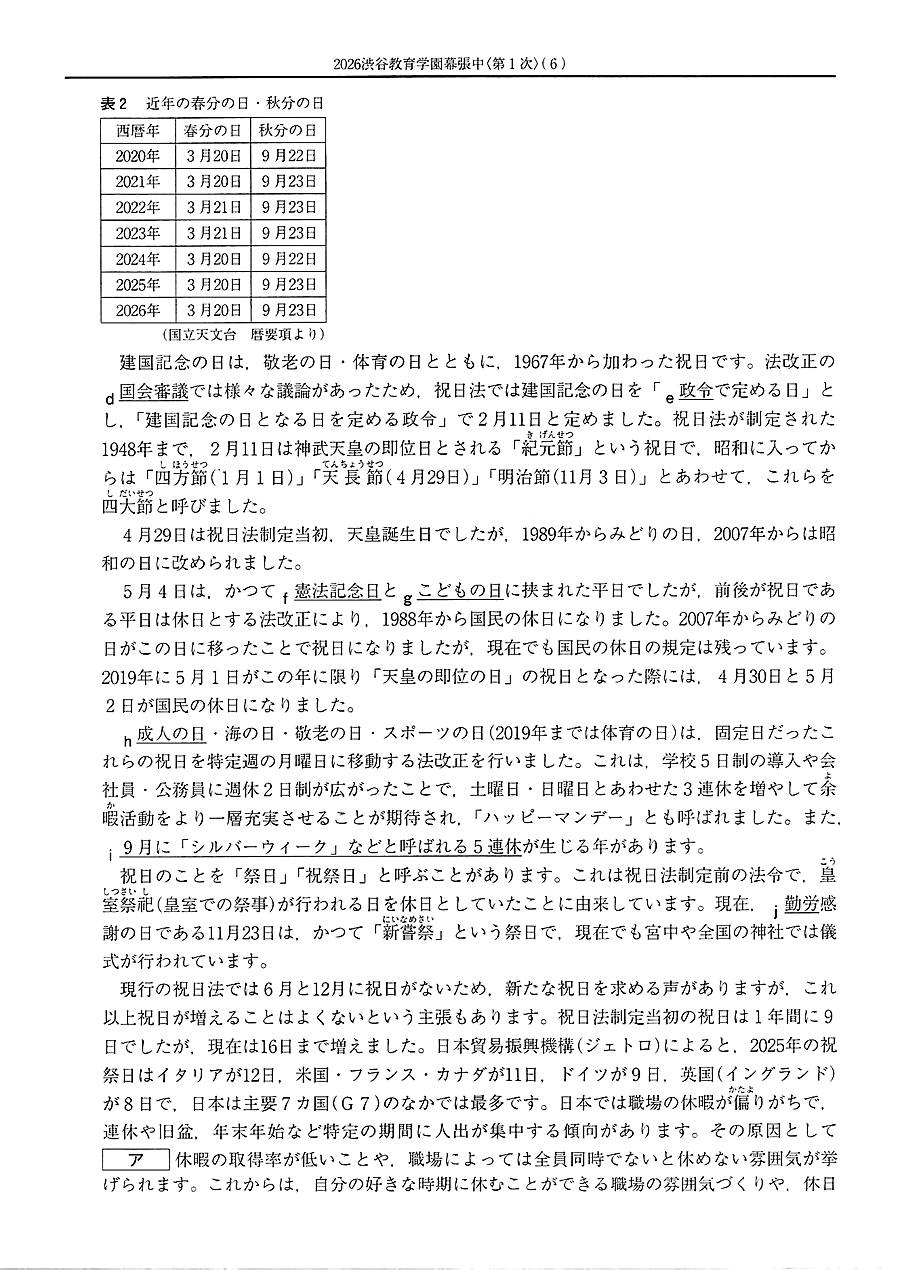 2026渋谷教育学園幕張中〈第1次〉(6)
表2 近年の春分の日・秋分の日
西暦年 春分の日 秋分の日
2020年 3月20日 9月22日
2021年 3月20日 9月23日
2022年 3月21日 9月23日
2023年 3月21日 9月23日
2024年 3月20日 9月22日
2025年 3月20日 9月23日
2026年 3月20日 9月23日
(国立天文台 暦要項より)
建国記念の日は，敬老の日・体育の日とともに，1967年から加わった祝日です。法改正の
d国会審議では様々な議論があったため，祝日法では建国記念の日を「e政令で定める日」と
し，「建国記念の日となる日を定める政令」で2月11日と定めました。祝日法が制定された
1948年まで，2月11日は神武天皇の即位日とされる「紀元節」という祝日で，昭和に入ってか
らは「四方節(1月1日)」「天長節(4月29日)」「明治節(11月3日)」とあわせて，これらを
四大節と呼びました。
4月29日は祝日法制定当初，天皇誕生日でしたが，1989年からみどりの日，2007年からは昭
和の日に改められました。
5月4日は，かつてf憲法記念日とgこどもの日に挟まれた平日でしたが，前後が祝日であ
る平日は休日とする法改正により，1988年から国民の休日になりました。2007年からみどりの
日がこの日に移ったことで祝日になりましたが，現在でも国民の休日の規定は残っています。
2019年に5月1日がこの年に限り「天皇の即位の日」の祝日となった際には，4月30日と5月
2日が国民の休日になりました。
h成人の日・海の日・敬老の日・スポーツの日(2019年までは体育の日)は，固定日だったこ
れらの祝日を特定週の月曜日に移動する法改正を行いました。これは，学校5日制の導入や会
社員・公務員に週休2日制が広がったことで，土曜日・日曜日とあわせた3連休を増やして余
暇活動をより一層充実させることが期待され，「ハッピーマンデー」とも呼ばれました。また，
i9月に「シルバーウィーク」などと呼ばれる5連休が生じる年があります。
祝日のことを「祭日」「祝祭日」と呼ぶことがあります。これは祝日法制定前の法令で，皇
室祭祀(皇室での祭事)が行われる日を休日としていたことに由来しています。現在，j勤労感
謝の日である11月23日は，かつて「新嘗祭」という祭日で，現在でも宮中や全国の神社では儀
式が行われています。
現行の祝日法では6月と12月に祝日がないため，新たな祝日を求める声がありますが，これ
以上祝日が増えることはよくないという主張もあります。祝日法制定当初の祝日は1年間に9
日でしたが，現在は16日まで増えました。日本貿易振興機構(ジェトロ)によると，2025年の祝
祭日はイタリアが12日，米国・フランス・カナダが11日，ドイツが9日，英国(イングランド)
が8日で，日本は主要7カ国(G7)のなかでは最多です。日本では職場の休暇が偏りがちで，
連休や旧盆，年末年始など特定の期間に人出が集中する傾向があります。その原因として
ア 休暇の取得率が低いことや，職場によっては全員同時でないと休めない雰囲気が挙
げられます。これからは，自分の好きな時期に休むことができる職場の雰囲気づくりや，休日